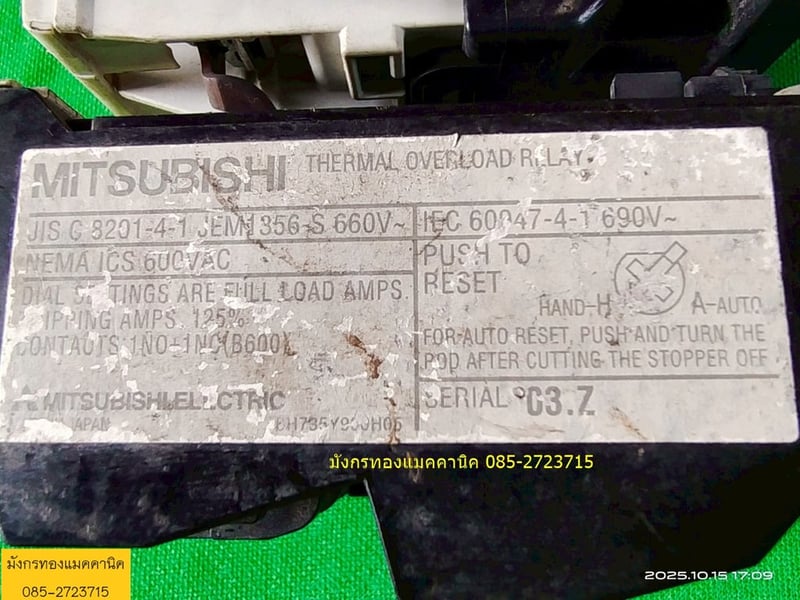 MITSUBISHI THERMAL OVERLOAD RELAY
JIS C 8201-4-1 JEM1356-S 660V~
NEMA ICS 600VAC
DIAL SETTINGS ARE FULL LOAD AMPS.
TRIPPING AMPS. 125%
CONTACTS 1NO+1NC(B600)
MITSUBISHI ELECTRIC
JAPAN
IEC 60947-4-1 690V~
PUSH TO
RESET
HAND-H A-AUTO
FOR AUTO RESET, PUSH AND TURN THE
ROD AFTER CUTTING THE STOPPER OFF
SERIAL C3.Z
มังกรทองแมคคานิค 085-2723715
มังกรทองแมคคานิค
085-2723715
2025.10.15 17:09